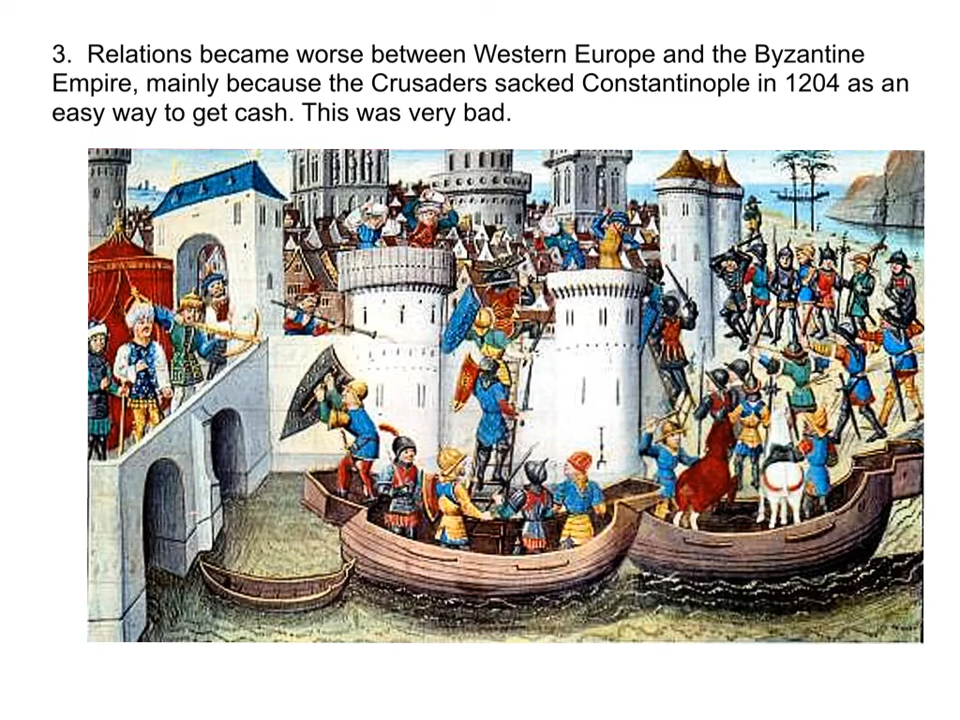 3.  Relations became worse between Western Europe and the Byzantine
Empire, mainly because the Crusaders sacked Constantinople in 1204 as an
easy way to get cash. This was very bad.